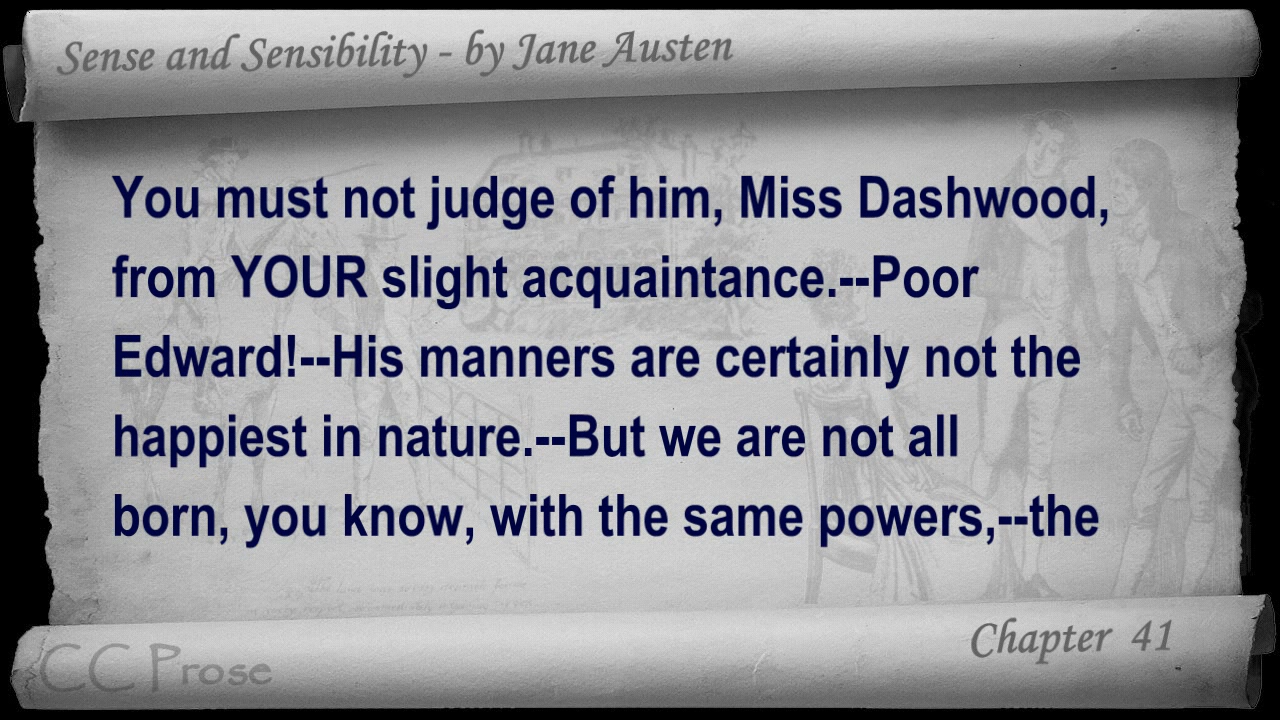 Sense and Sensibility - by Jane Austen
You must not judge of him, Miss Dashwood,
from YOUR slight acquaintance.--Poor
Edward!--His manners are certainly not the
happiest in nature.--But we are not all
born, you know, with the same powers,--the
Chapter 41
CC Prose